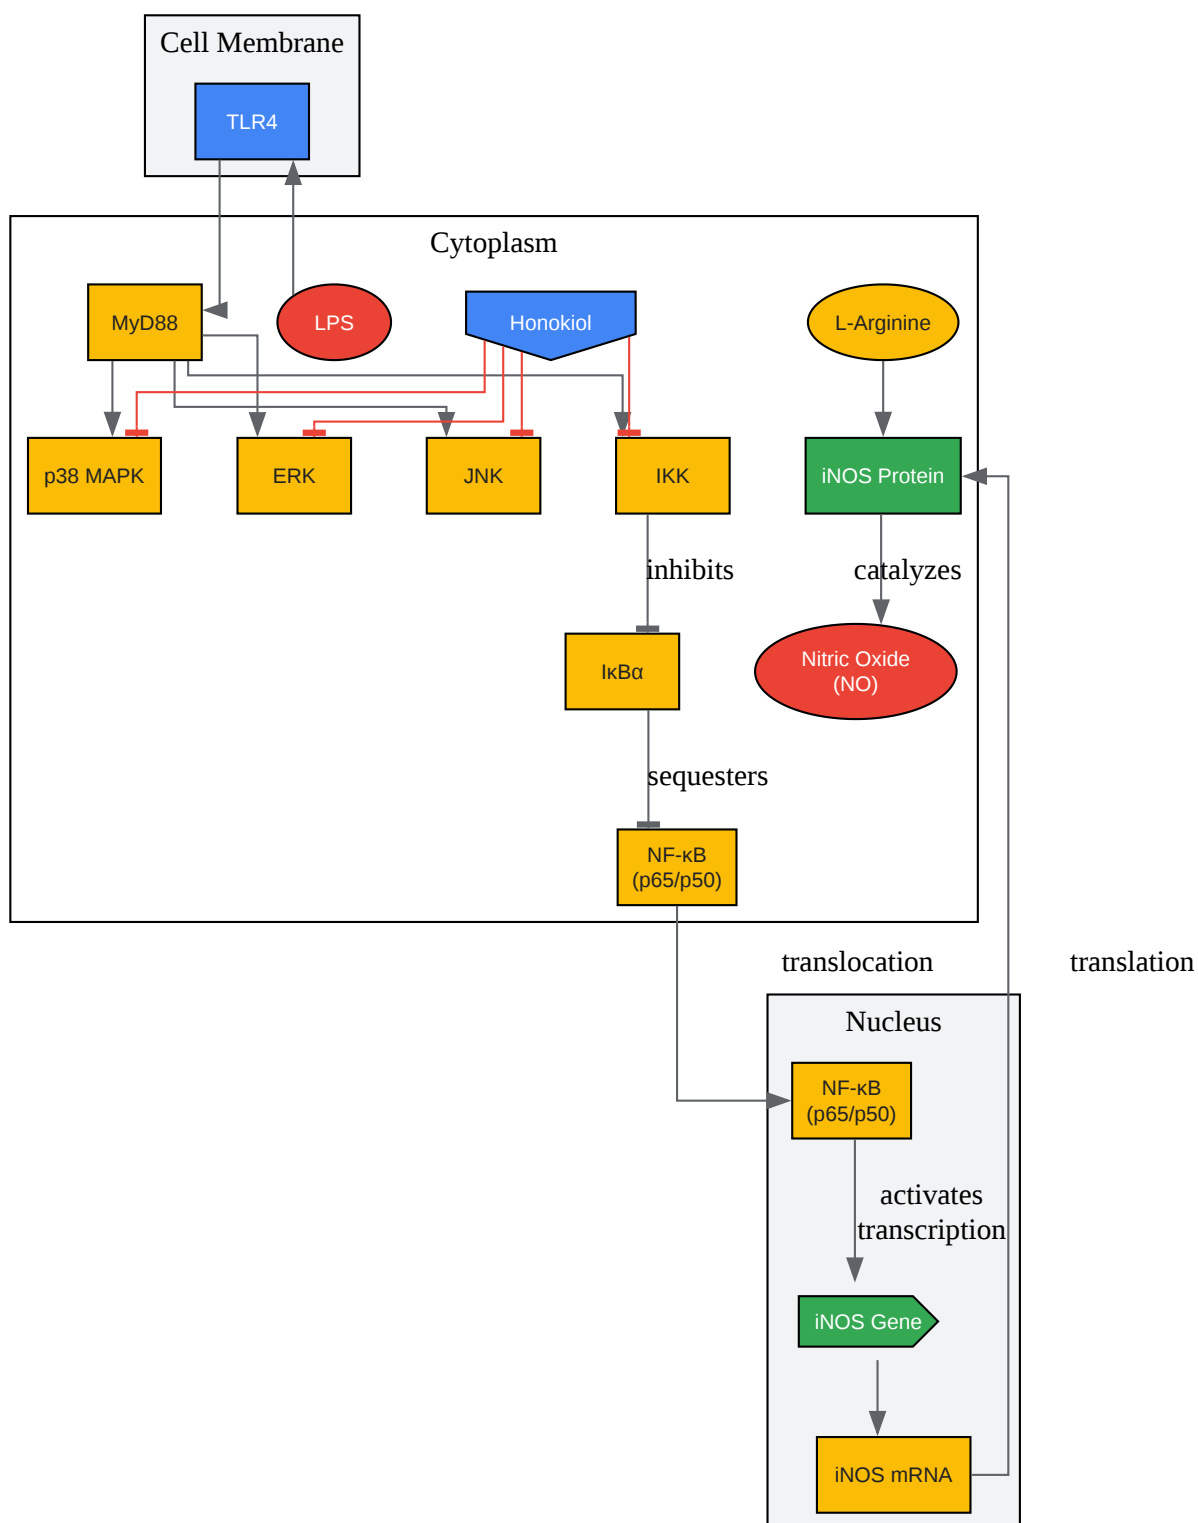 Cell Membrane
TLR4
Cytoplasm
MyD88
LPS
Honokiol
L-Arginine
p38 MAPK
ERK
JNK
IKK
iNOS Protein
inhibits
catalyzes
IκBα
Nitric Oxide
(NO)
sequesters
NF-κB
(p65/p50)
translocation
translation
Nucleus
NF-κB
(p65/p50)
activates
transcription
iNOS Gene
iNOS mRNA